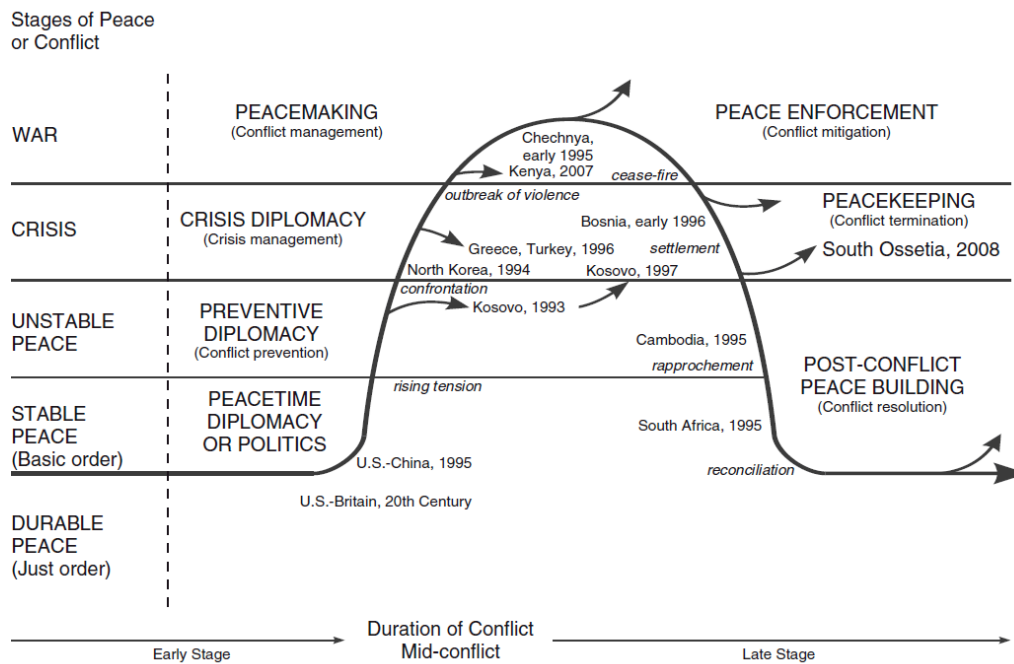 Stages of Peace
or Conflict
WAR
PEACEMAKING
(Conflict management)
Chechnya,
early 1995
Kenya, 2007
cease-fire
PEACE ENFORCEMENT
(Conflict mitigation)
outbreak of violence
CRISIS
CRISIS DIPLOMACY
(Crisis management)
Bosnia, early 1996
Greece, Turkey, 1996
settlement
North Korea, 1994
Kosovo, 1997
PEACEKEEPING
(Conflict termination)
South Ossetia, 2008
confrontation
UNSTABLE
PEACE
PREVENTIVE
DIPLOMACY
(Conflict prevention)
Kosovo, 1993
Cambodia, 1995
rapprochement
POST-CONFLICT
PEACE BUILDING
(Conflict resolution)
rising tension
STABLE
PEACE
(Basic order)
PEACETIME
DIPLOMACY
OR POLITICS
South Africa, 1995
U.S.-China, 1995
reconciliation
U.S.-Britain, 20th Century
DURABLE
PEACE
(Just order)
Duration of Conflict
Mid-conflict
Early Stage
Late Stage